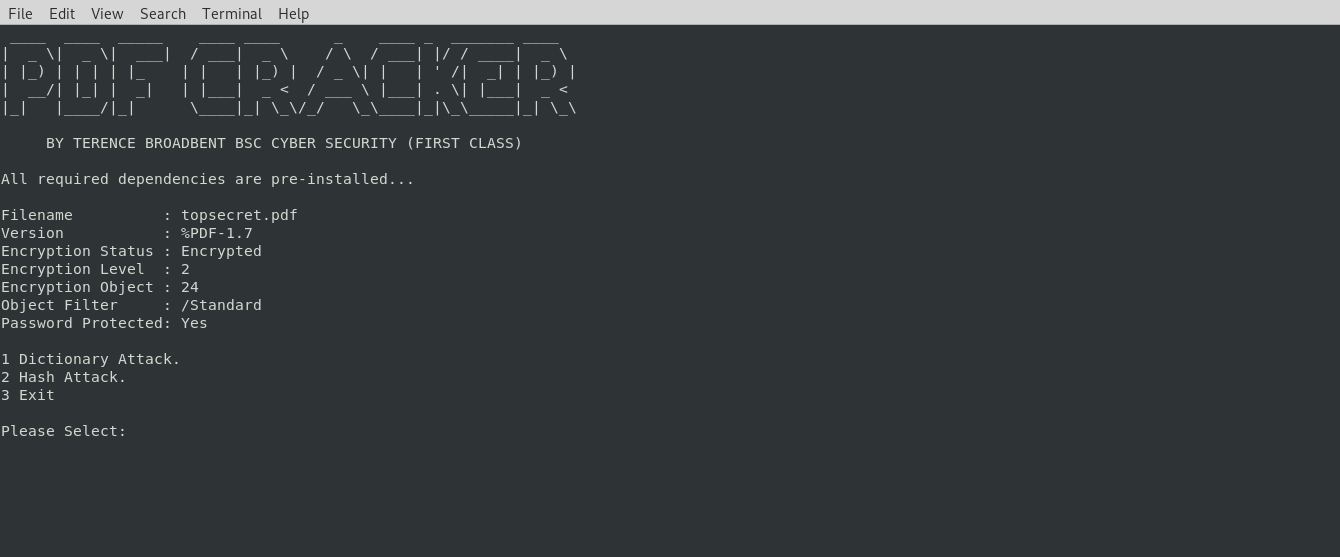 File Edit View Search Terminal Help
PDF CRACKER
BY TERENCE BROADBENT BSC CYBER SECURITY (FIRST CLASS)
All required dependencies are pre-installed...
Filename : topsecret.pdf
Version : %PDF-1.7
Encryption Status : Encrypted
Encryption Level : 2
Encryption Object : 24
Object Filter : /Standard
Password Protected: Yes
1 Dictionary Attack.
2 Hash Attack.
3 Exit
Please Select: